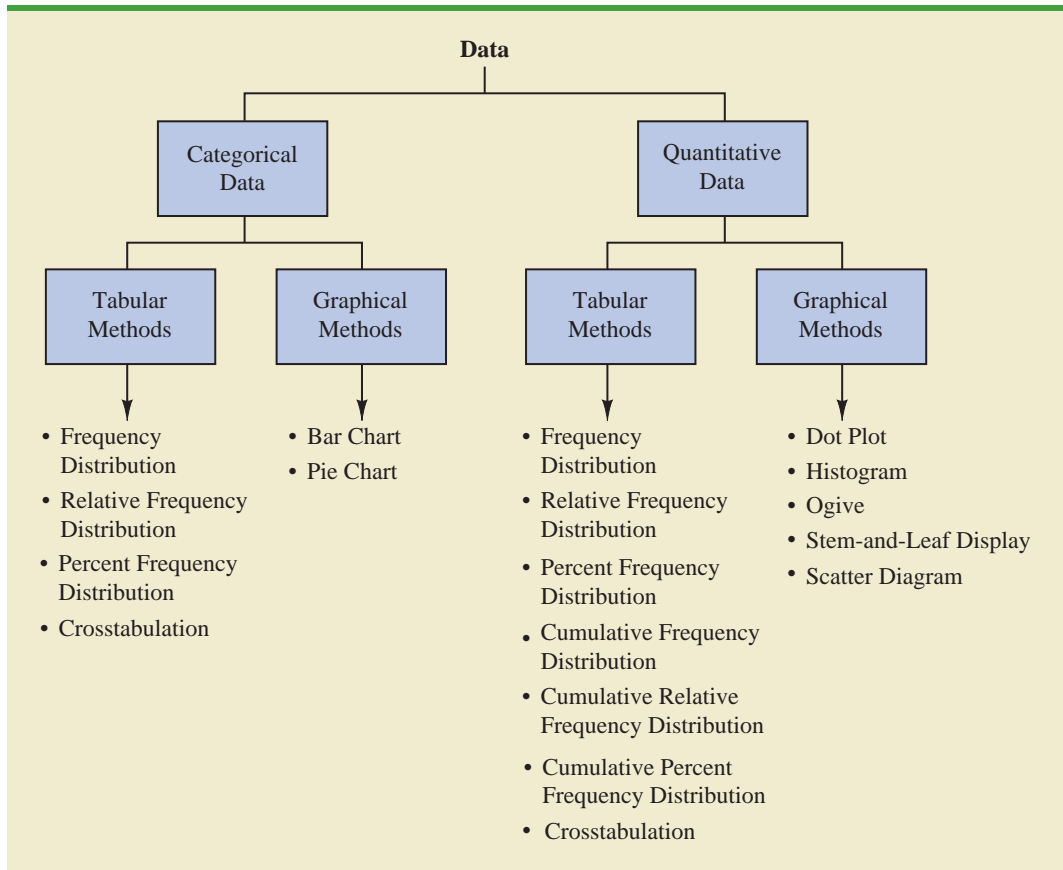 Data
Categorical
Data
Quantitative
Data
Tabular
Methods
Graphical
Methods
Tabular
Methods
Graphical
Methods
• Frequency
Distribution
• Relative Frequency
Distribution
• Percent Frequency
Distribution
• Crosstabulation
• Bar Chart
• Pie Chart
• Frequency
Distribution
• Relative Frequency
Distribution
• Percent Frequency
Distribution
• Cumulative Frequency
Distribution
• Cumulative Relative
Frequency Distribution
• Cumulative Percent
Frequency Distribution
• Crosstabulation
• Dot Plot
• Histogram
• Ogive
• Stem-and-Leaf Display
• Scatter Diagram